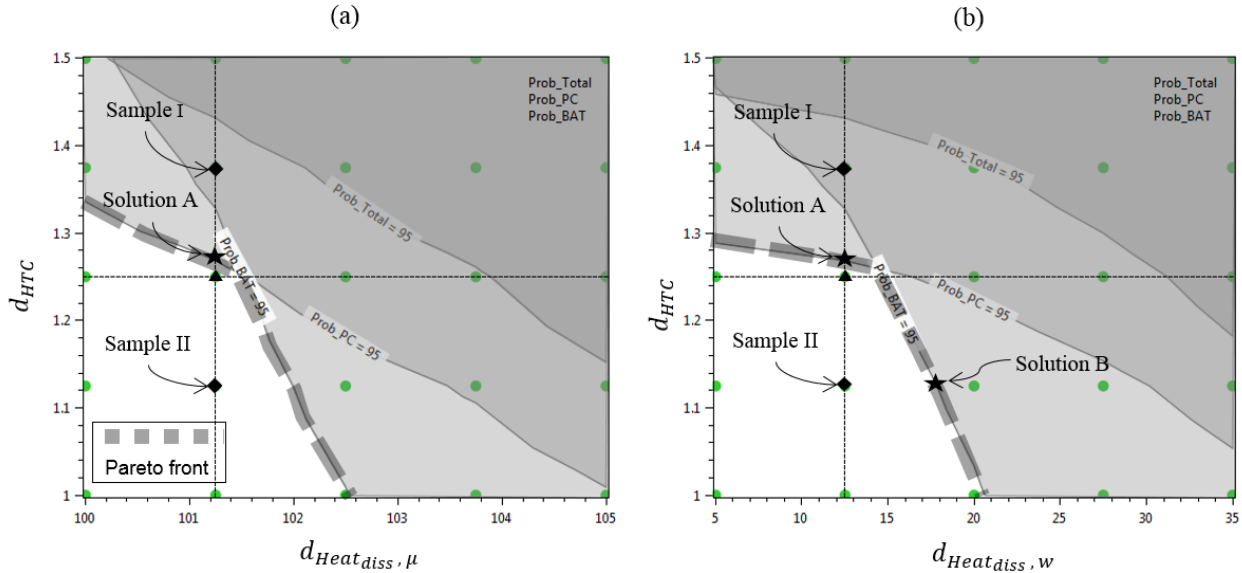 (a)
1.5
1.4
1.3
1.2
1.1
1
100
101
102
103
104
105
d_HTC
d_Heat_diss, μ
Prob_Total
Prob_PC
Prob_BAT
Sample I
Solution A
Sample II
Prob_Total = 95
Prob_BAT = 95
Prob_PC = 95
Pareto front
(b)
1.5
1.4
1.3
1.2
1.1
1
5
10
15
20
25
30
35
d_HTC
d_Heat_diss, w
Prob_Total
Prob_PC
Prob_BAT
Sample I
Solution A
Sample II
Solution B
Prob_Total = 95
Prob_PC = 95
Prob_BAT = 95